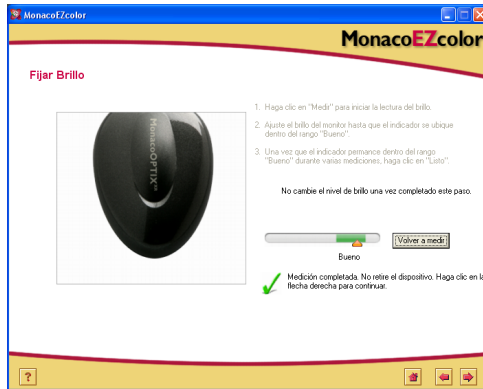 MonacoEZcolor
MonacoEZcolor
Fijar Brillo
MonacoOPTIX
1. Haga clic en "Medir" para iniciar la lectura del brillo.
2. Ajuste el brillo del monitor hasta que el indicador se ubique
dentro del rango "Bueno".
3. Una vez que el indicador permance dentro del rango
"Bueno" durante varias mediciones, haga clic en "Listo".
No cambie el nivel de brillo una vez completado este paso.
Volver a medir
Bueno
Medición completada. No retire el dispositivo. Haga clic en la
flecha derecha para continuar.
?